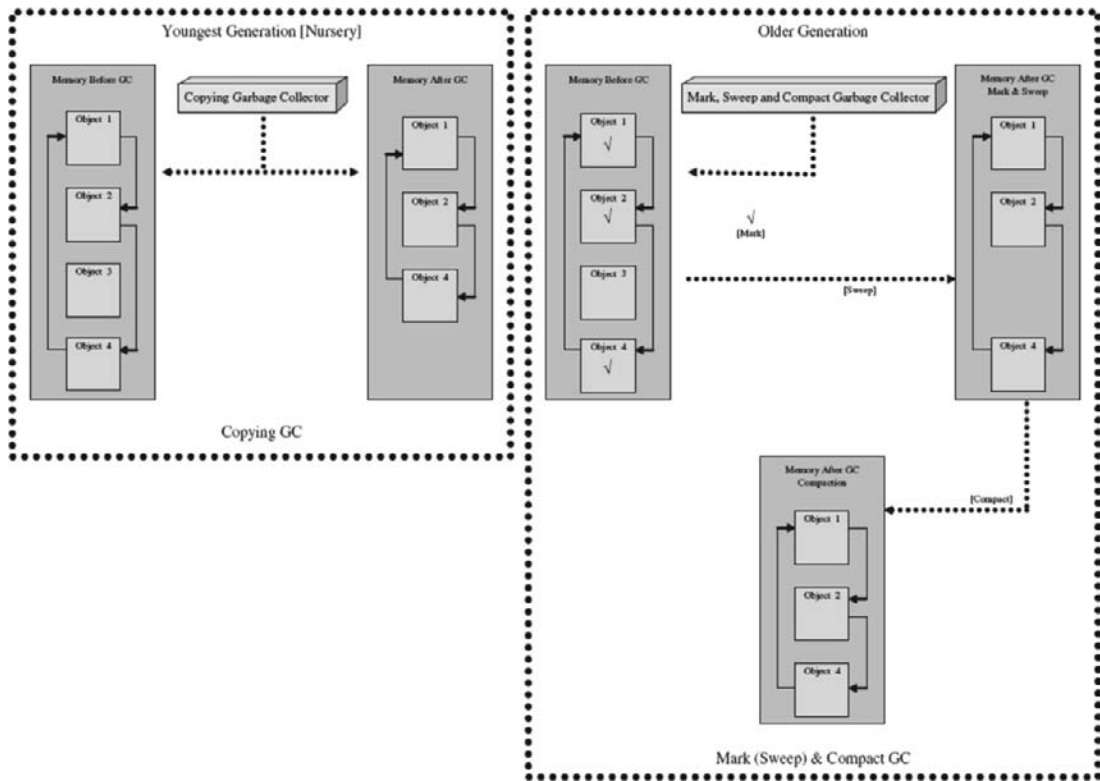 Youngest Generation [Nursery]
Memory Before GC
Object 1
Object 2
Object 3
Object 4
Copying Garbage Collector
Memory After GC
Object 1
Object 2
Object 4
Copying GC
Older Generation
Memory Before GC
Object 1
√
Object 2
√
Object 3
Object 4
√
Mark, Sweep and Compact Garbage Collector
√
[Mark]
[Sweep]
Memory After GC
Mark & Sweep
Object 1
Object 2
Object 4
[Compact]
Memory After GC
Compaction
Object 1
Object 2
Object 4
Mark (Sweep) & Compact GC